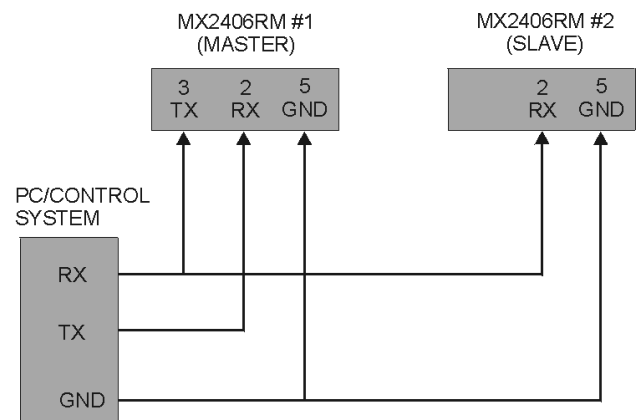 MX2406RM #1
(MASTER)
MX2406RM #2
(SLAVE)
3 2 5
TX RX GND
2 5
RX GND
PC/CONTROL
SYSTEM
RX
TX
GND